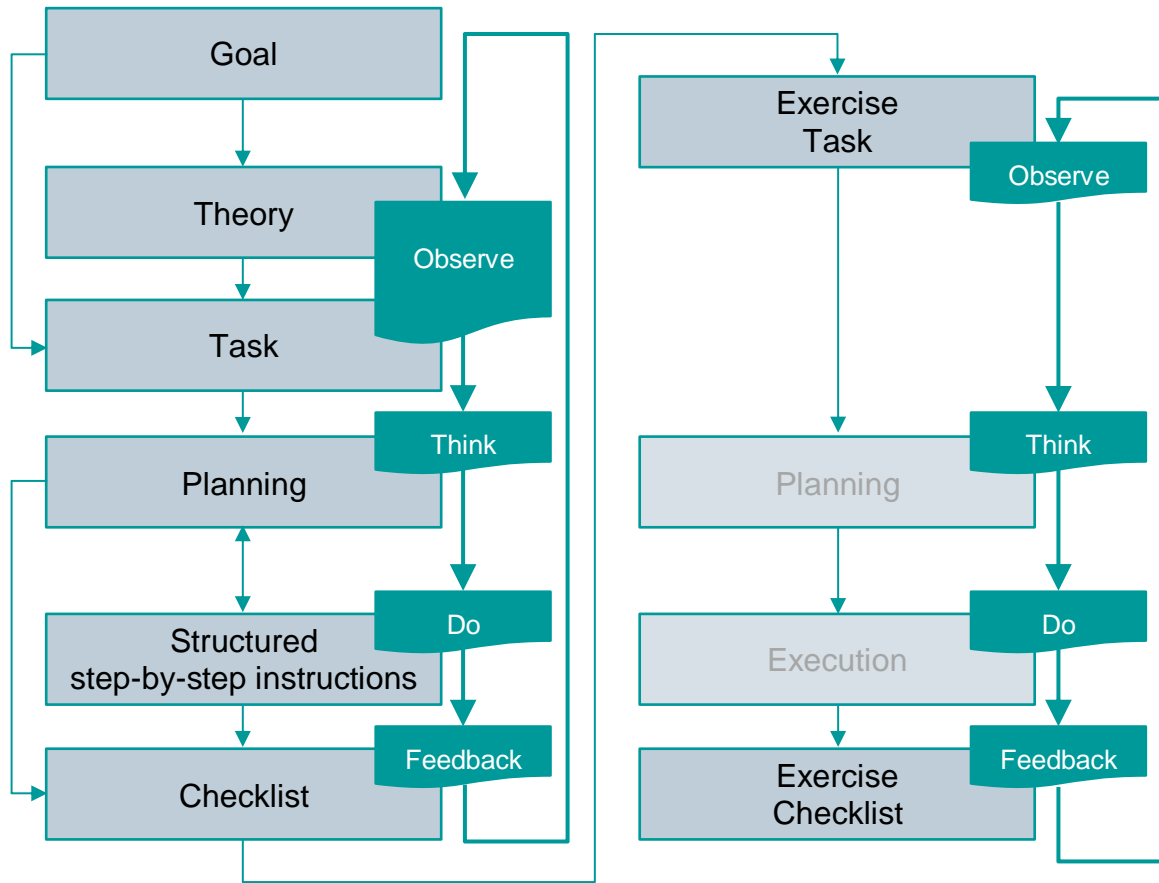 Goal
Theory
Observe
Task
Think
Planning
Do
Structured
step-by-step instructions
Feedback
Checklist
Exercise
Task
Observe
Think
Planning
Do
Execution
Feedback
Exercise
Checklist